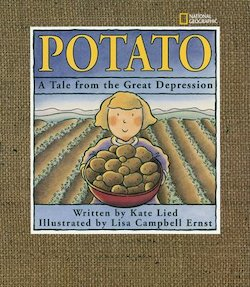 NATIONAL
GEOGRAPHIC
POTATO
A Tale from the Great Depression
Written by Kate Lied
Illustrated by Lisa Campbell Ernst